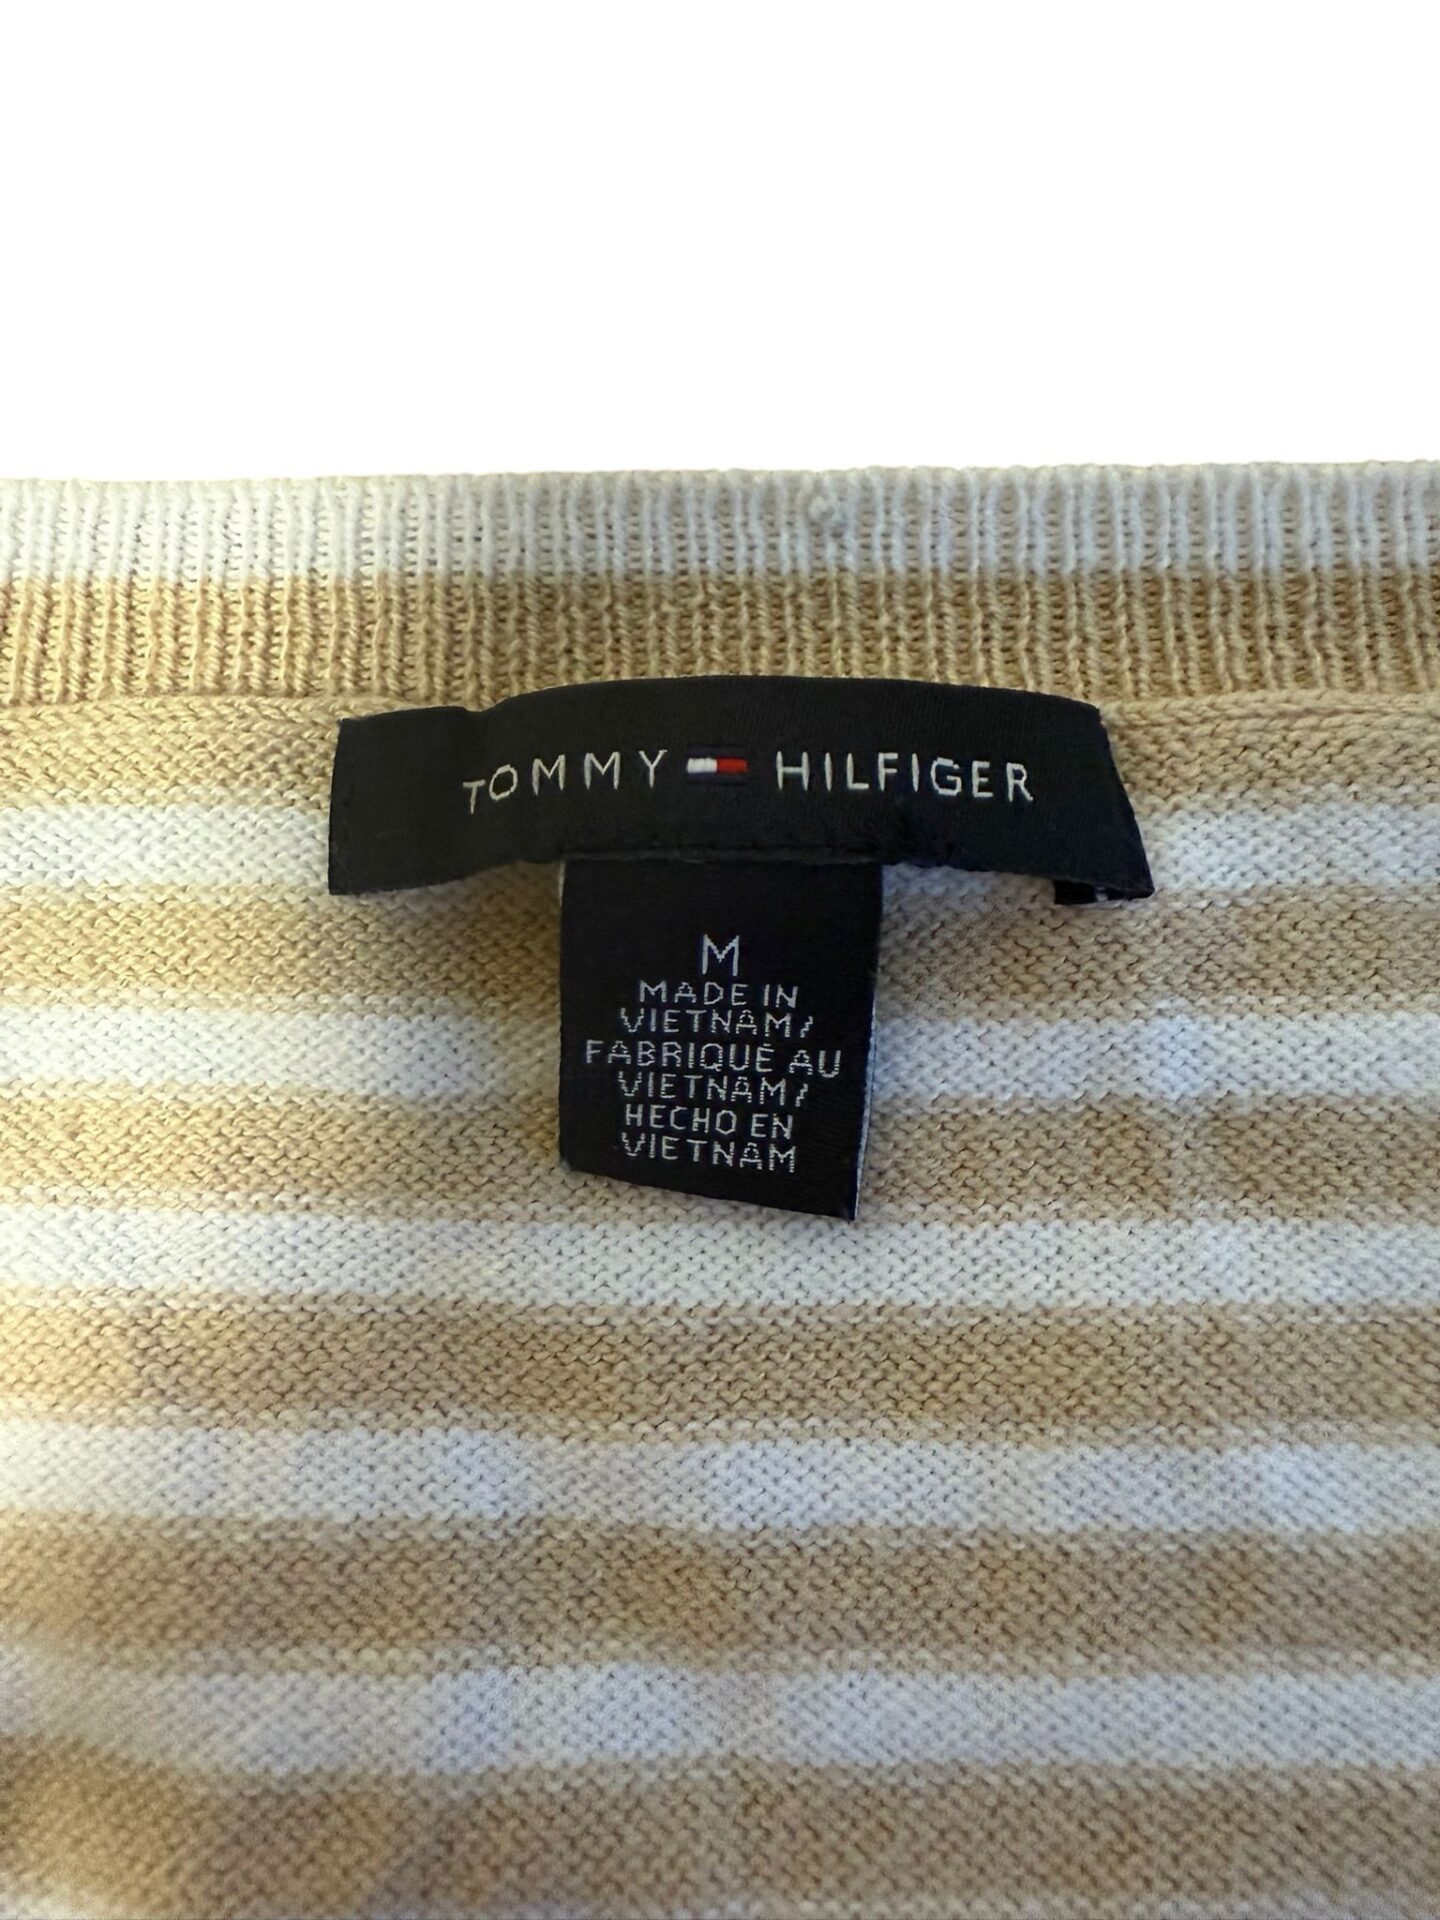 TOMMY HILFIGER
M
MADE IN
VIETNAM/
FABRIQUÉ AU
VIETNAM/
HECHO EN
VIETNAM